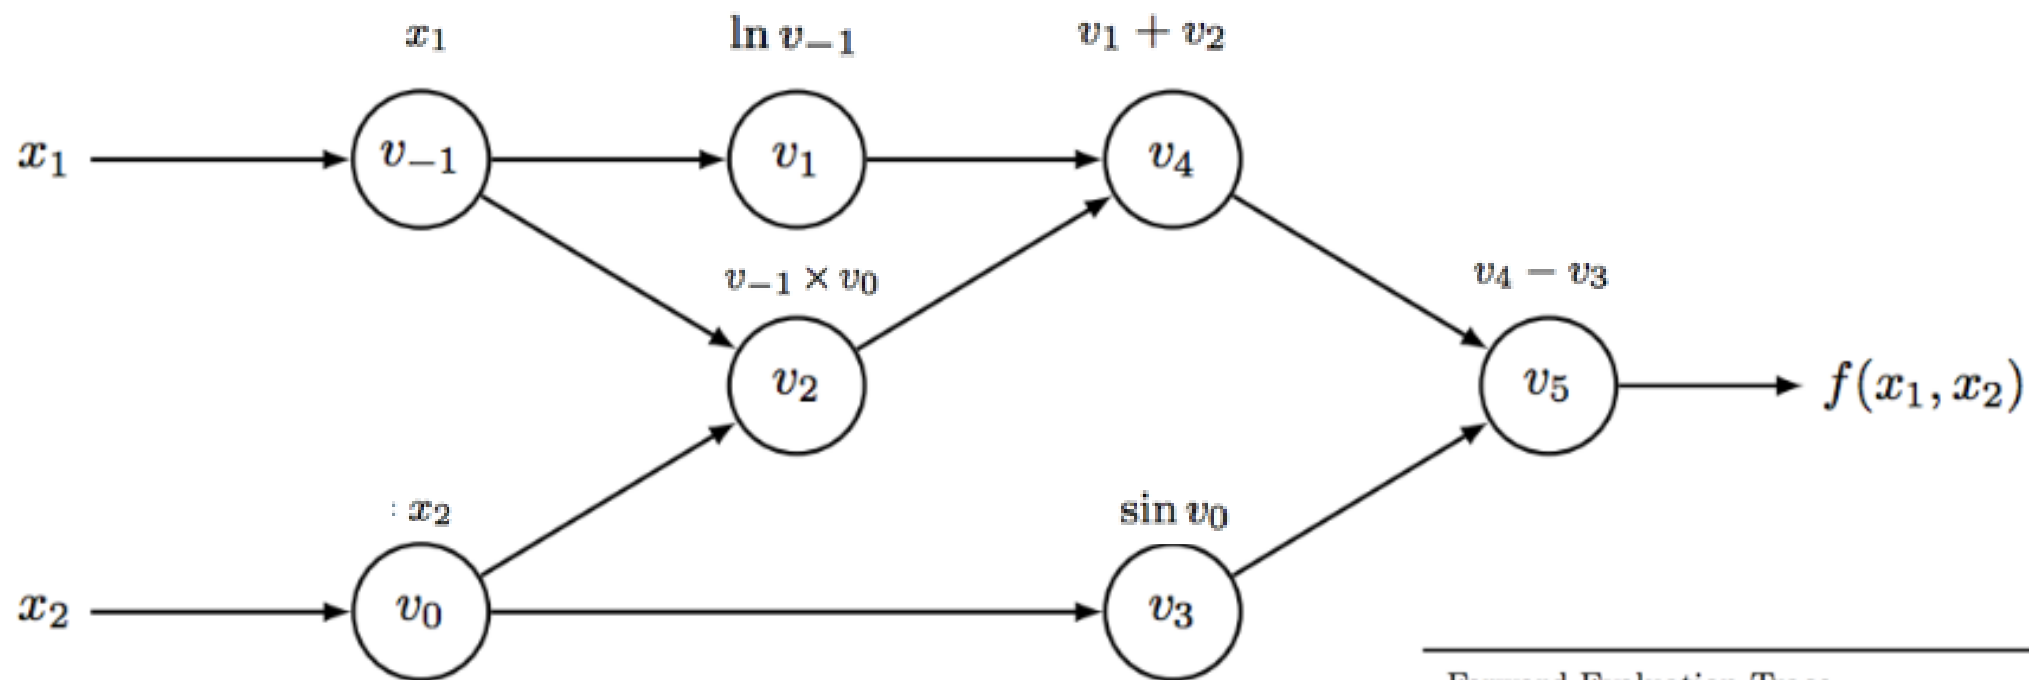 x₁ ln v₋₁ v₁ + v₂
x₁ v₋₁ v₁ v₄
v₋₁ × v₀ v₄ − v₃
v₂ v₅ f(x₁, x₂)
: x₂ sin v₀
x₂ v₀ v₃